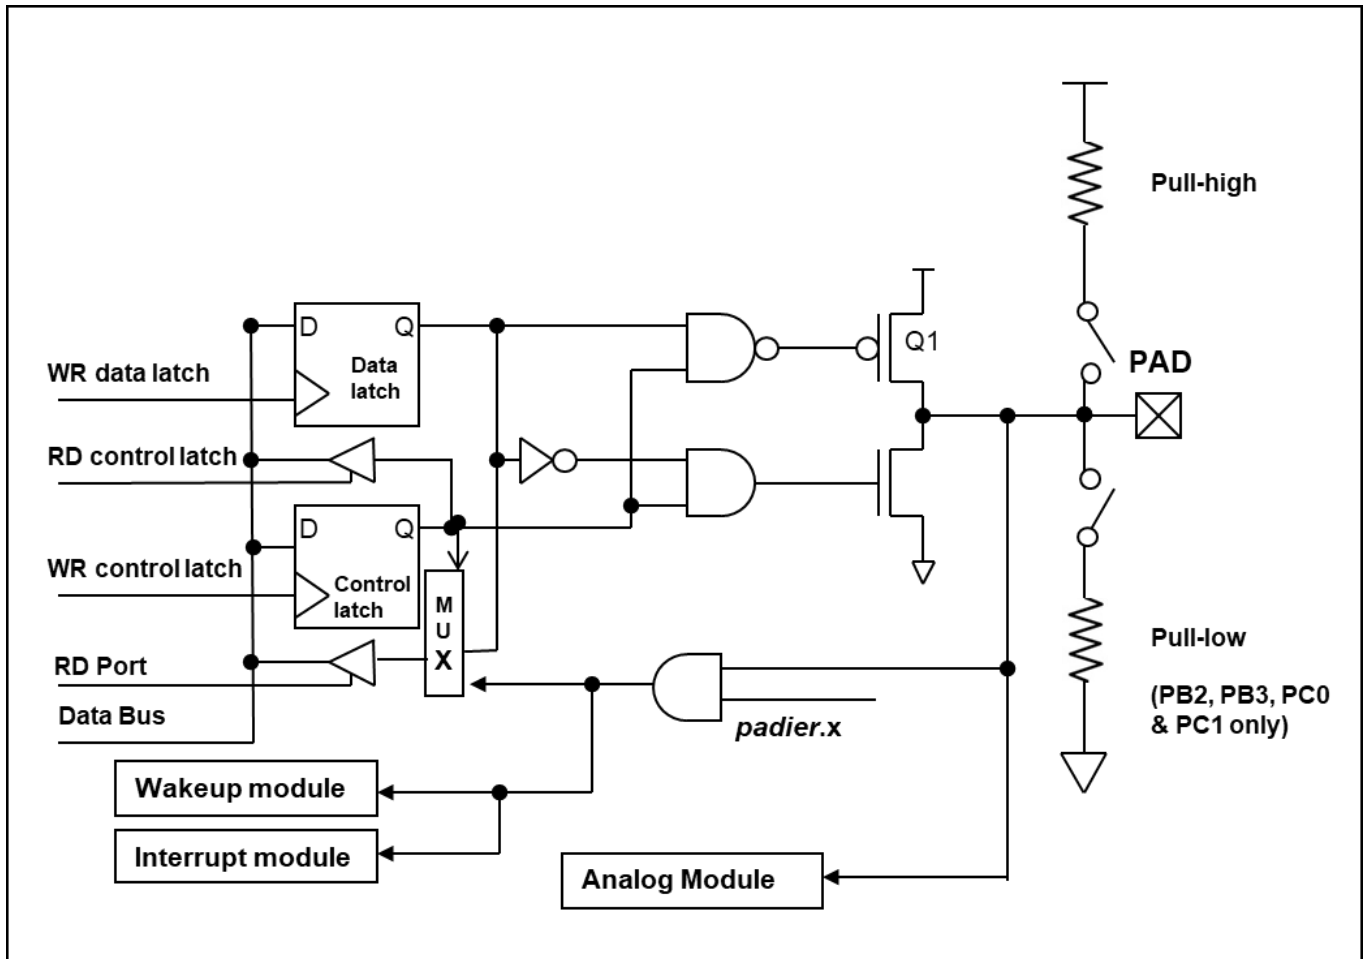 Pull-high
D Q
Q1
Data
latch
PAD
WR data latch
RD control latch
D Q
WR control latch
Control
latch
M
U
X
RD Port
Data Bus
Pull-low
(PB2, PB3, PC0
& PC1 only)
padier.x
Wakeup module
Interrupt module
Analog Module